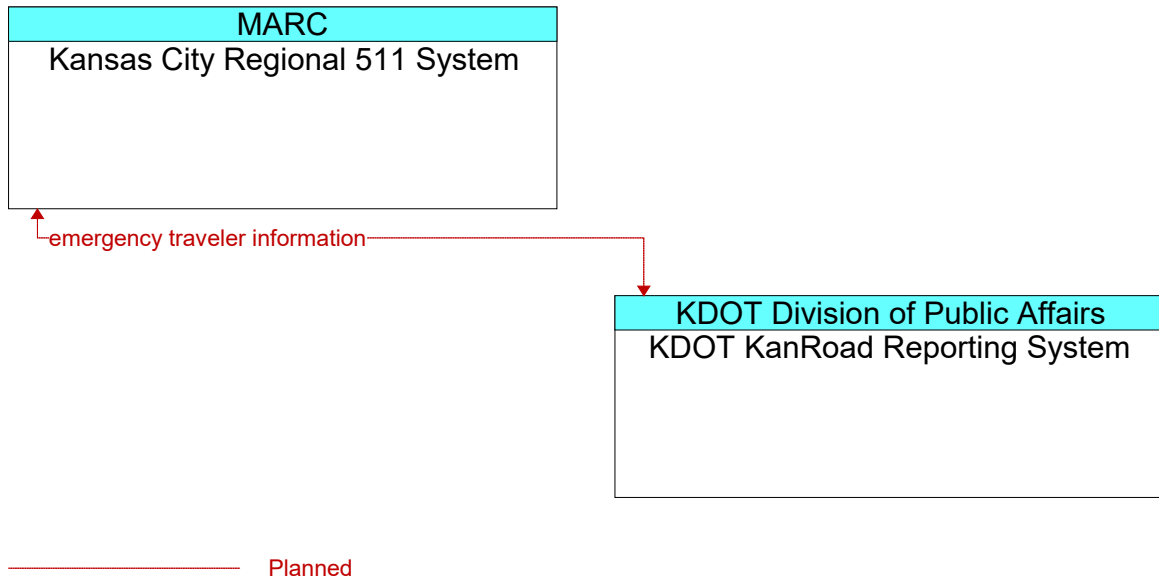 MARC
Kansas City Regional 511 System
emergency traveler information
KDOT Division of Public Affairs
KDOT KanRoad Reporting System
Planned